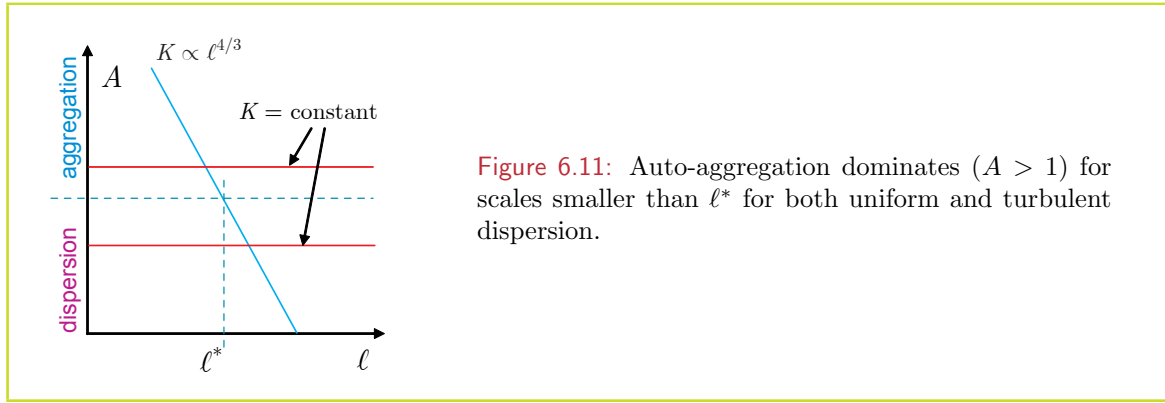 K ∝ ℓ^{4/3}
A
aggregation
K = constant
dispersion
ℓ*
ℓ
Figure 6.11: Auto-aggregation dominates (A > 1) for
scales smaller than ℓ* for both uniform and turbulent
dispersion.